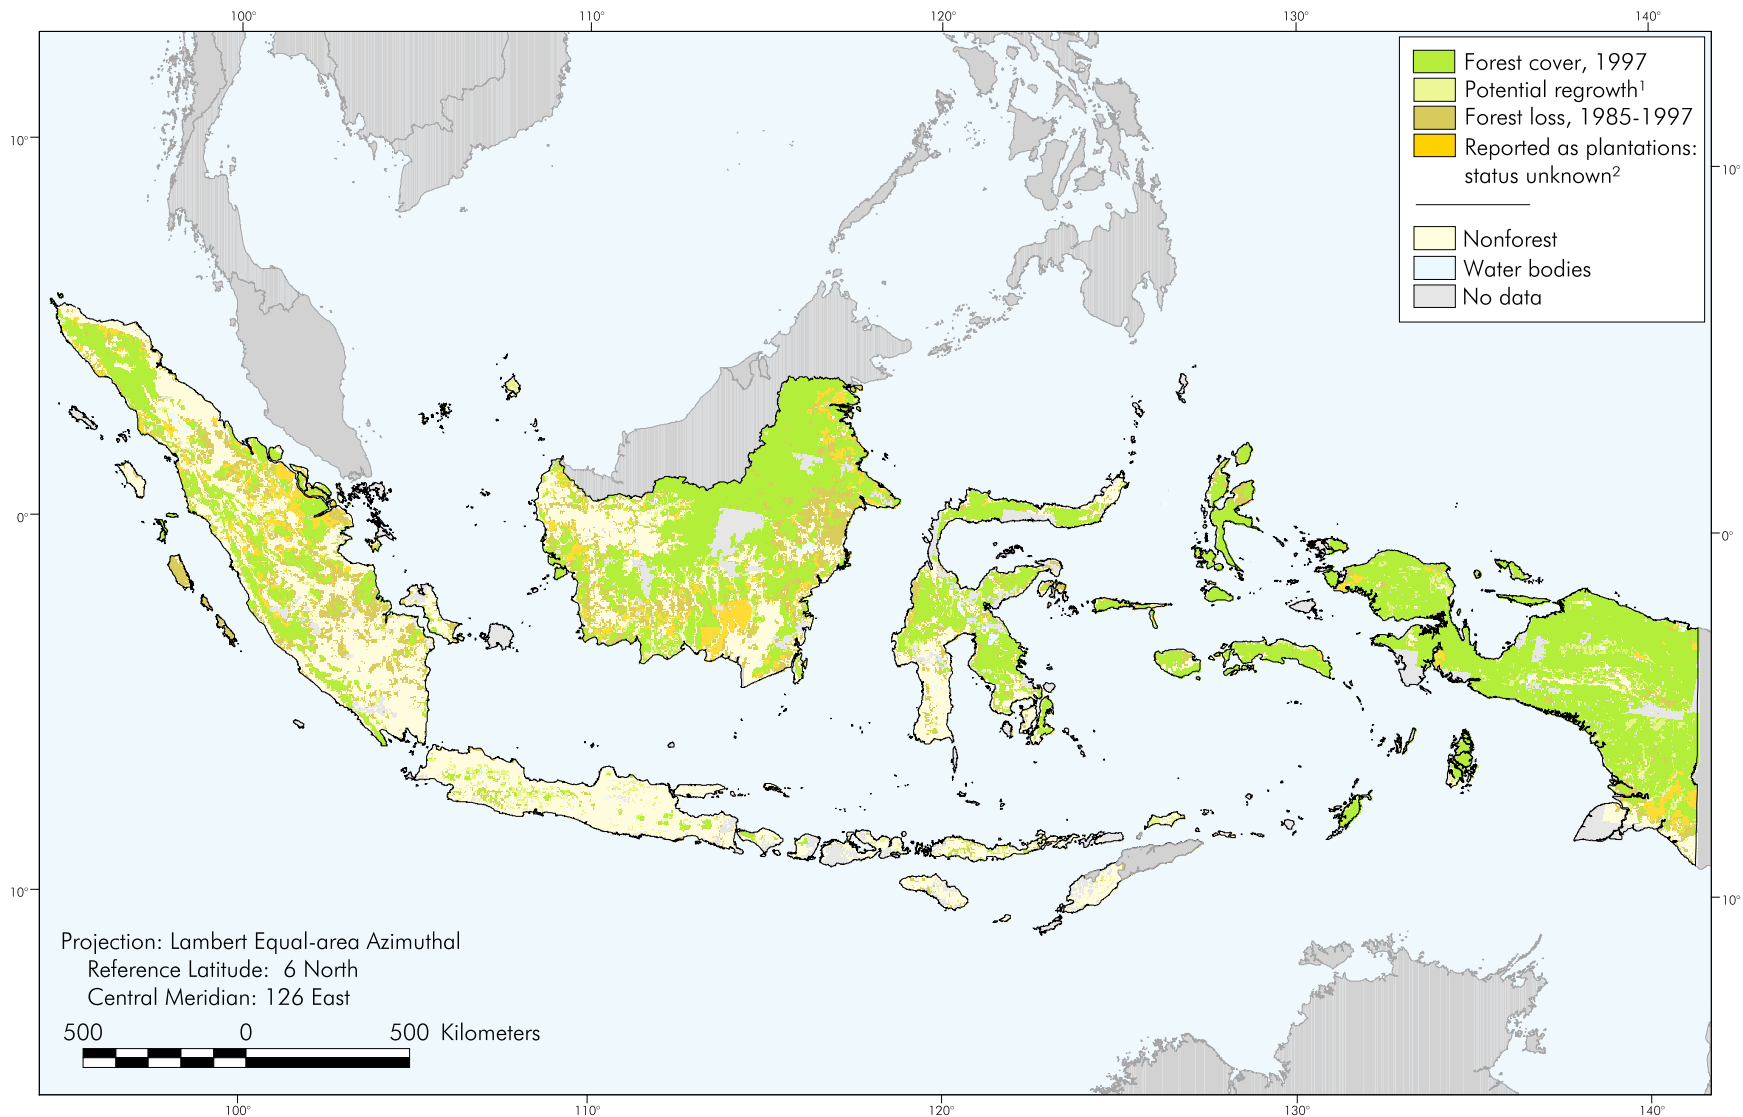 100° 110° 120° 130° 140°
Forest cover, 1997
Potential regrowth¹
Forest loss, 1985-1997
Reported as plantations:
status unknown²
Nonforest
Water bodies
No data
10° 10°
0° 0°
10° 10°
Projection: Lambert Equal-area Azimuthal
Reference Latitude: 6 North
Central Meridian: 126 East
500 0 500 Kilometers
100° 110° 120° 130° 140°